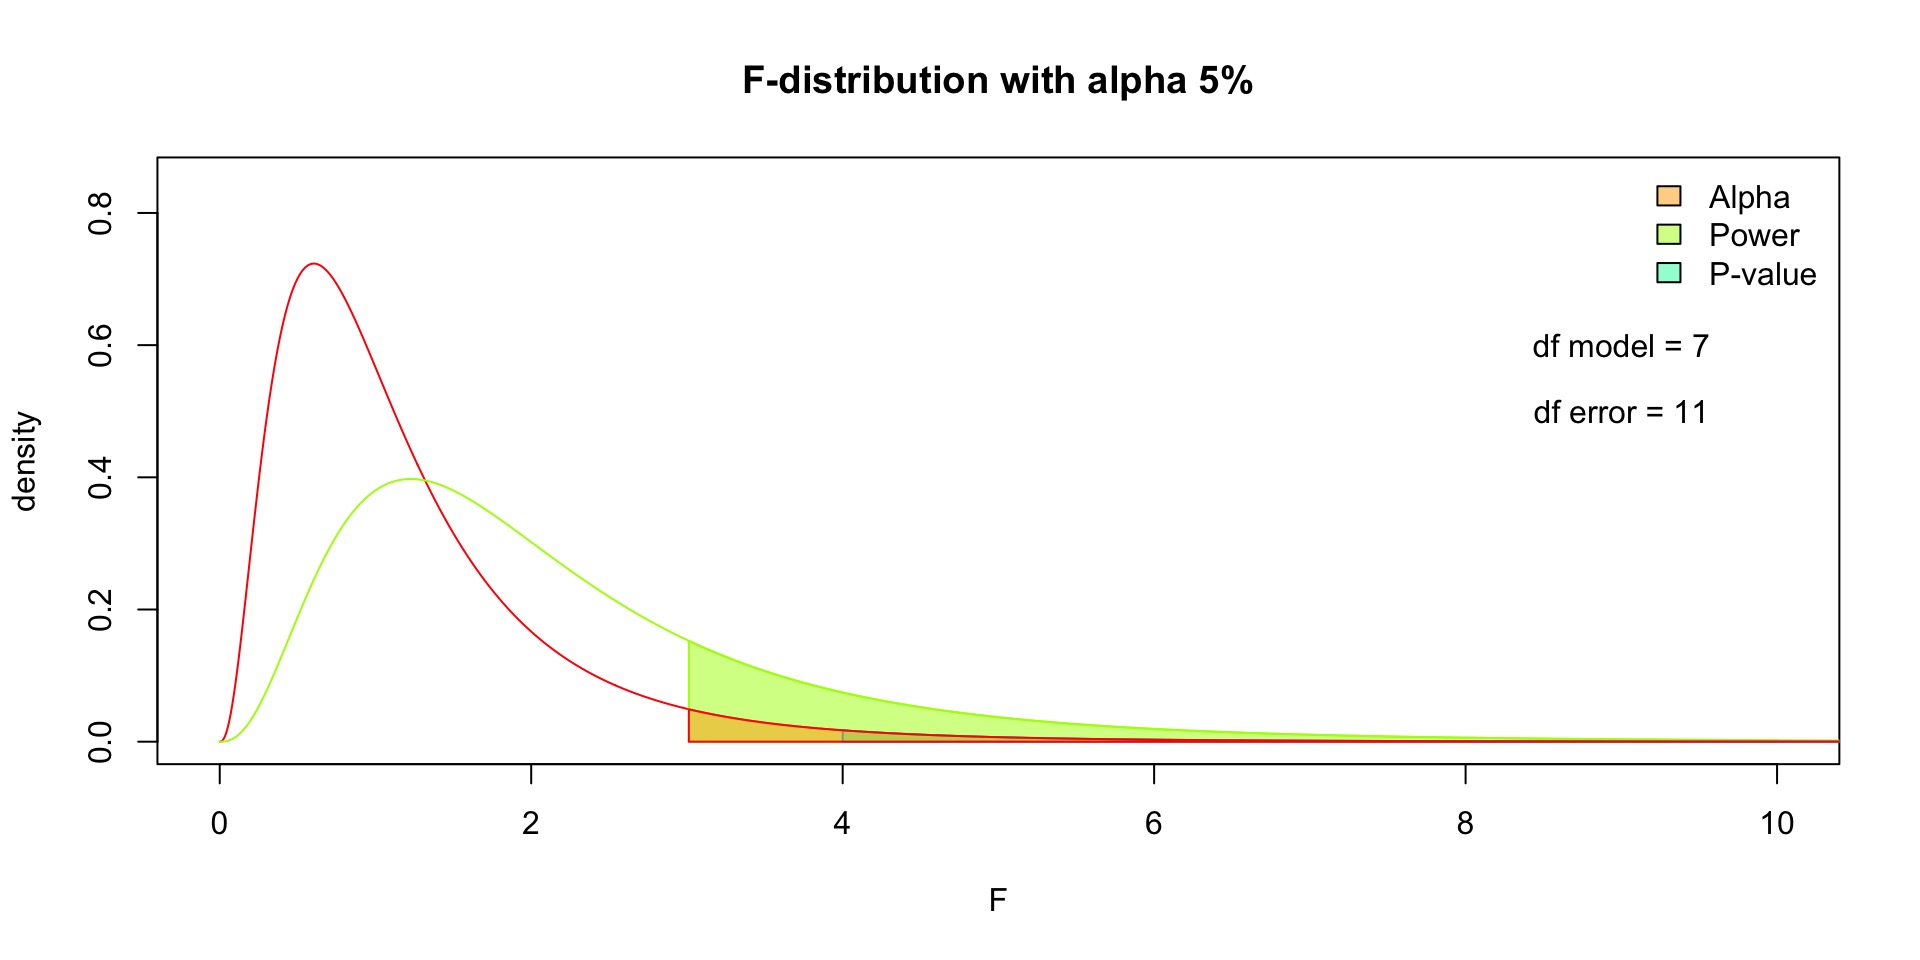 F-distribution with alpha 5%
Alpha
Power
P-value
df model = 7
df error = 11
density
0.8
0.6
0.4
0.2
0.0
0 2 4 6 8 10
F